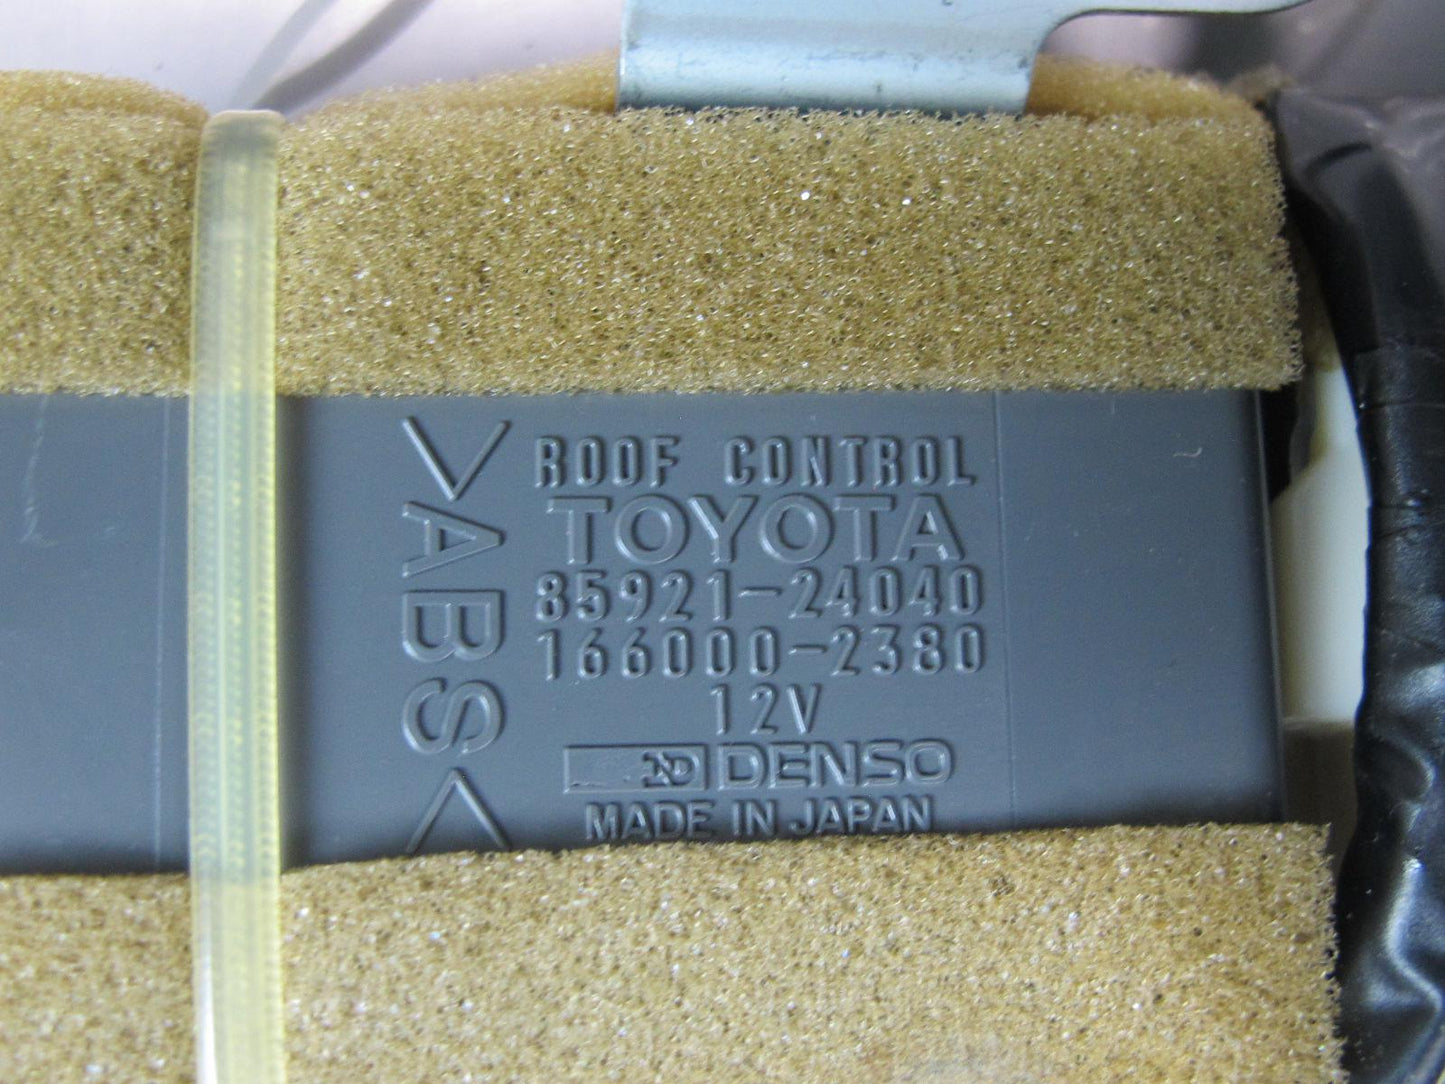 ROOF CONTROL
TOYOTA
85921-24040
166000-2380
12V
DENSO
MADE IN JAPAN
>ABS<